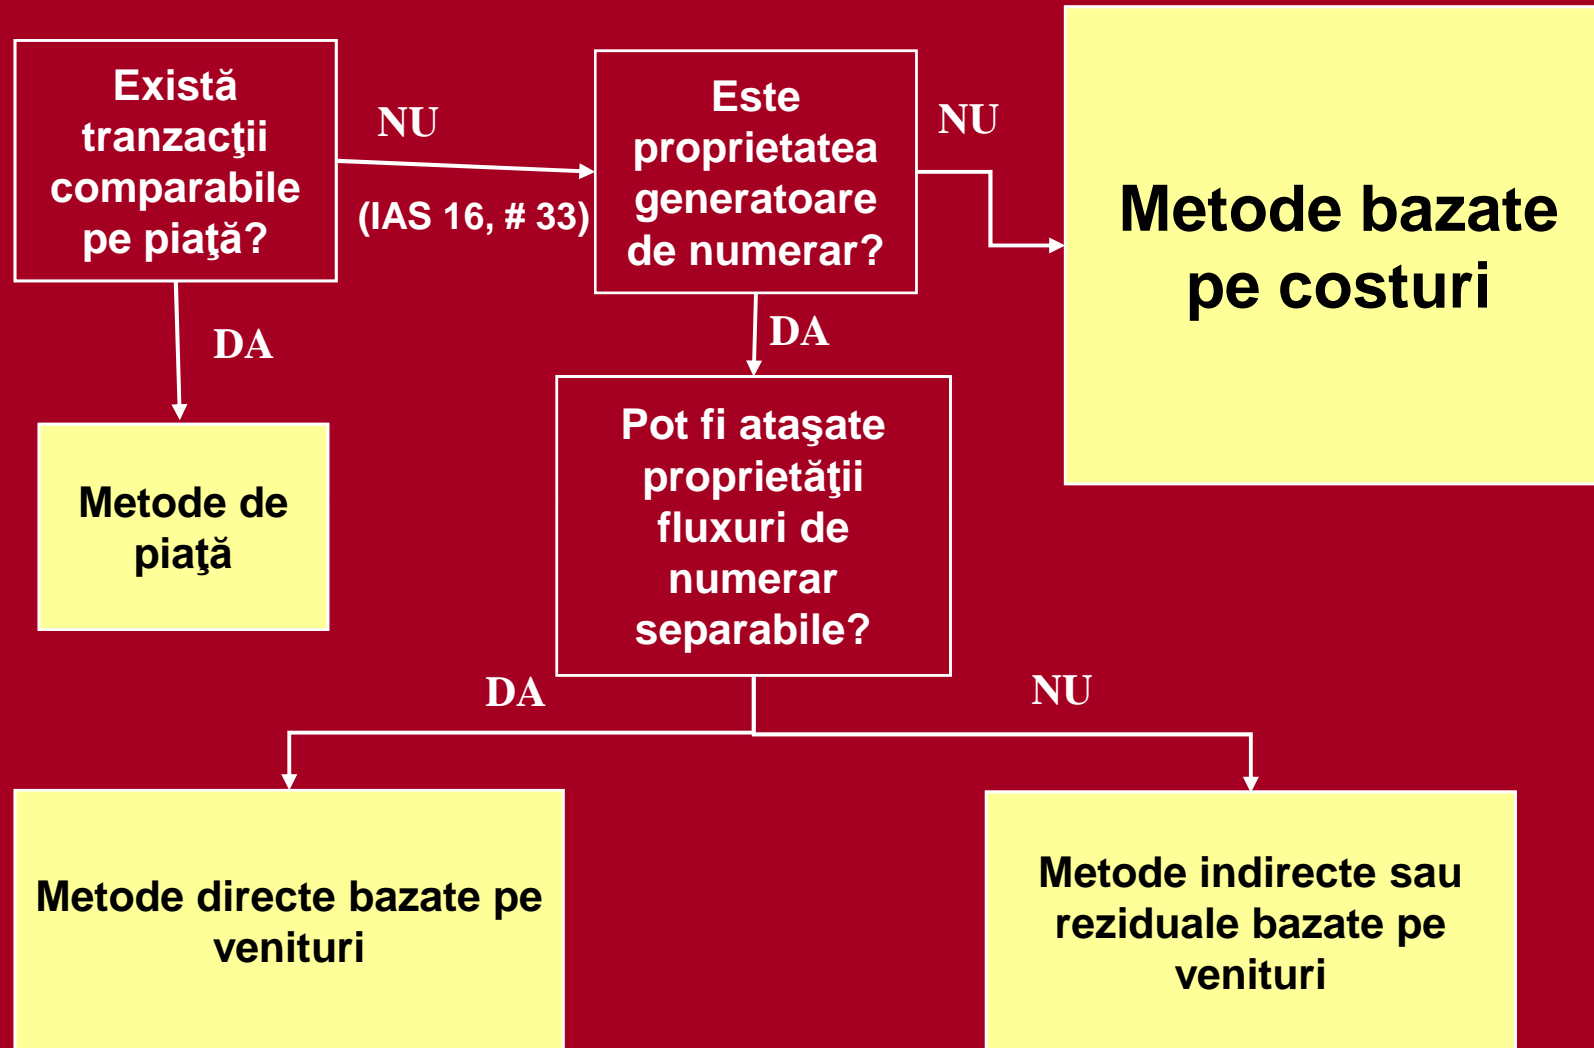 Există
tranzacţii
comparabile
pe piaţă?
NU
(IAS 16, # 33)
Este
proprietatea
generatoare
de numerar?
NU
Metode bazate
pe costuri
DA
DA
Metode de
piaţă
Pot fi ataşate
proprietăţii
fluxuri de
numerar
separabile?
DA
NU
Metode directe bazate pe
venituri
Metode indirecte sau
reziduale bazate pe
venituri